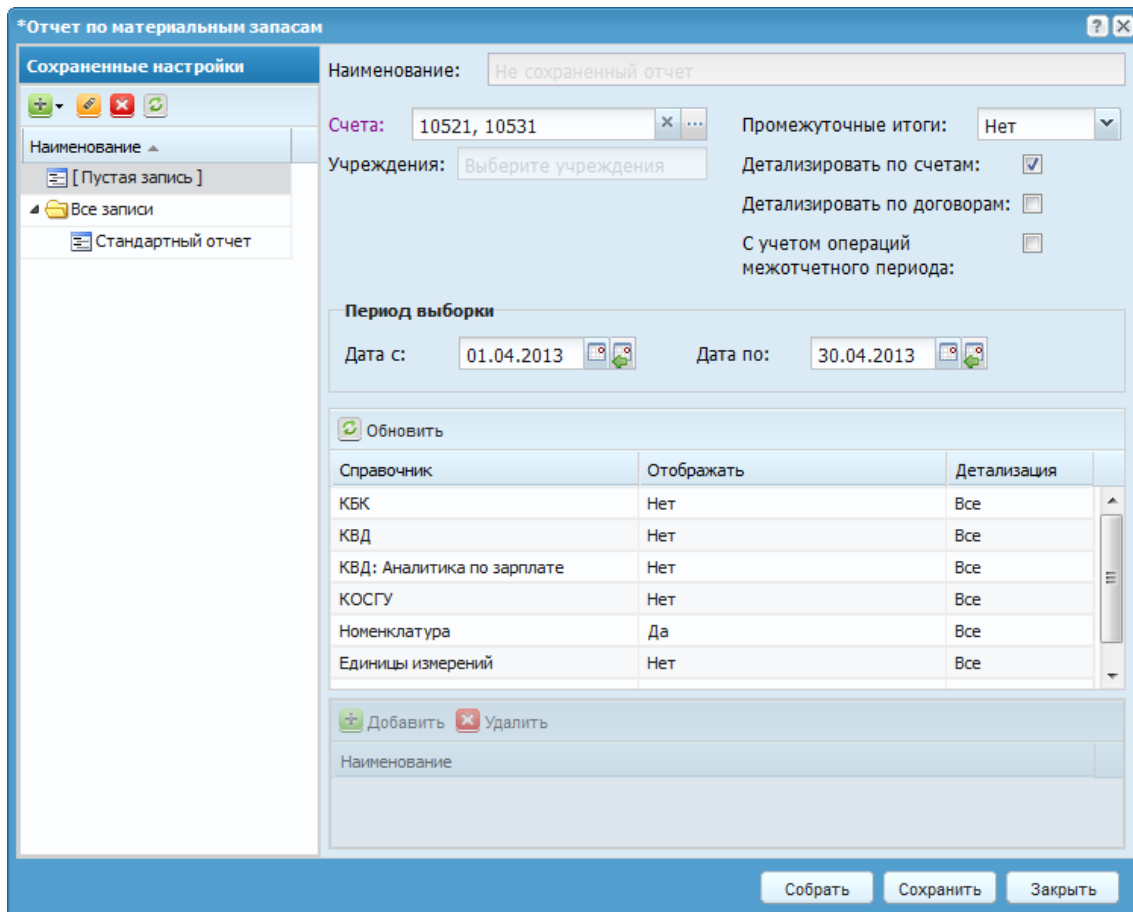 *Отчет по материальным запасам
Сохраненные настройки
Наименование
[ Пустая запись ]
Все записи
Стандартный отчет
Наименование: Не сохраненный отчет
Счета: 10521, 10531
Промежуточные итоги: Нет
Учреждения: Выберите учреждения
Детализировать по счетам:
Детализировать по договорам:
С учетом операций
межотчетного периода:
Период выборки
Дата с: 01.04.2013 Дата по: 30.04.2013
Обновить
Справочник Отображать Детализация
КБК Нет Все
КВД Нет Все
КВД: Аналитика по зарплате Нет Все
КОСГУ Нет Все
Номенклатура Да Все
Единицы измерений Нет Все
Добавить Удалить
Наименование
Собрать Сохранить Закрыть